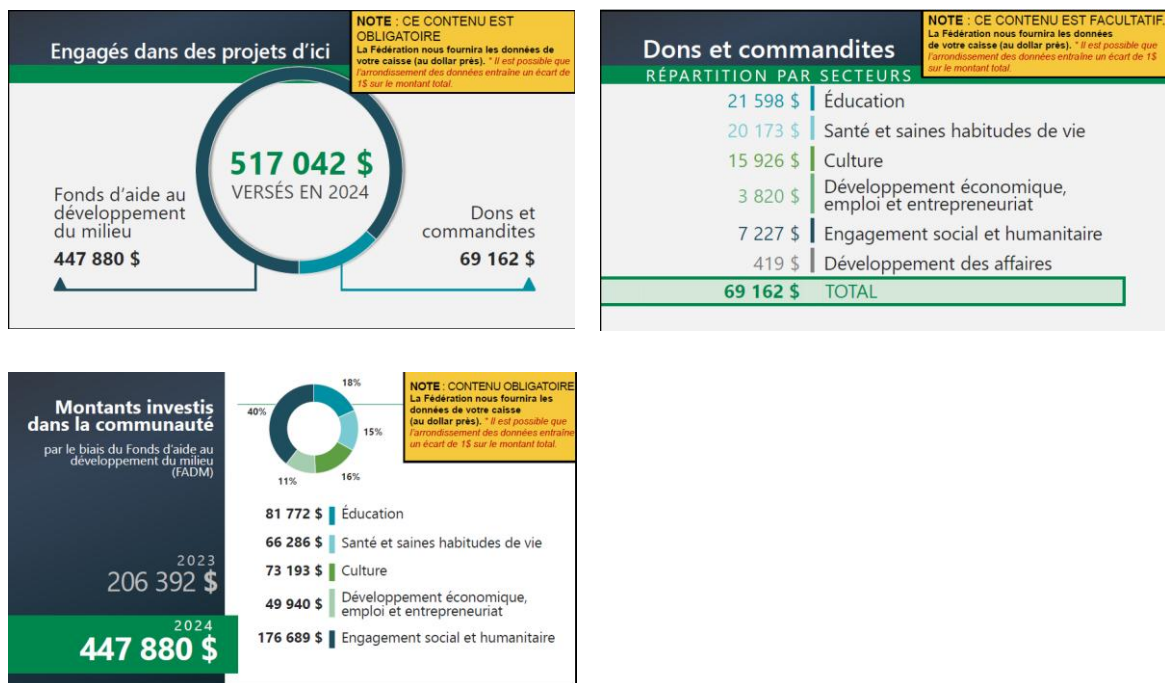 Engagés dans des projets d'ici
NOTE : CE CONTENU EST
OBLIGATOIRE
La Fédération nous fournira les données de
votre caisse (au dollar près). * Il est possible que
l'arrondissement des données entraîne un écart de
1$ sur le montant total.
517 042 $
VERSÉS EN 2024
Fonds d'aide au
développement
du milieu
447 880 $
Dons et
commandites
69 162 $
Dons et commandites
RÉPARTITION PAR SECTEURS
NOTE : CE CONTENU EST FACULTATIF.
La Fédération nous fournira les données
de votre caisse (au dollar près). * Il est possible que
l'arrondissement des données entraîne un écart de 1$
sur le montant total.
21 598 $ Éducation
20 173 $ Santé et saines habitudes de vie
15 926 $ Culture
3 820 $ Développement économique,
emploi et entrepreneuriat
7 227 $ Engagement social et humanitaire
419 $ Développement des affaires
69 162 $ TOTAL
Montants investis
dans la communauté
par le biais du Fonds d'aide au
développement du milieu
(FADM)
2023
206 392 $
2024
447 880 $
18%
40%
15%
11%
16%
NOTE : CONTENU OBLIGATOIRE
La Fédération nous fournira les
données de votre caisse
(au dollar près). * Il est possible que
l'arrondissement des données entraîne
un écart de 1$ sur le montant total.
81 772 $ Éducation
66 286 $ Santé et saines habitudes de vie
73 193 $ Culture
49 940 $ Développement économique,
emploi et entrepreneuriat
176 689 $ Engagement social et humanitaire